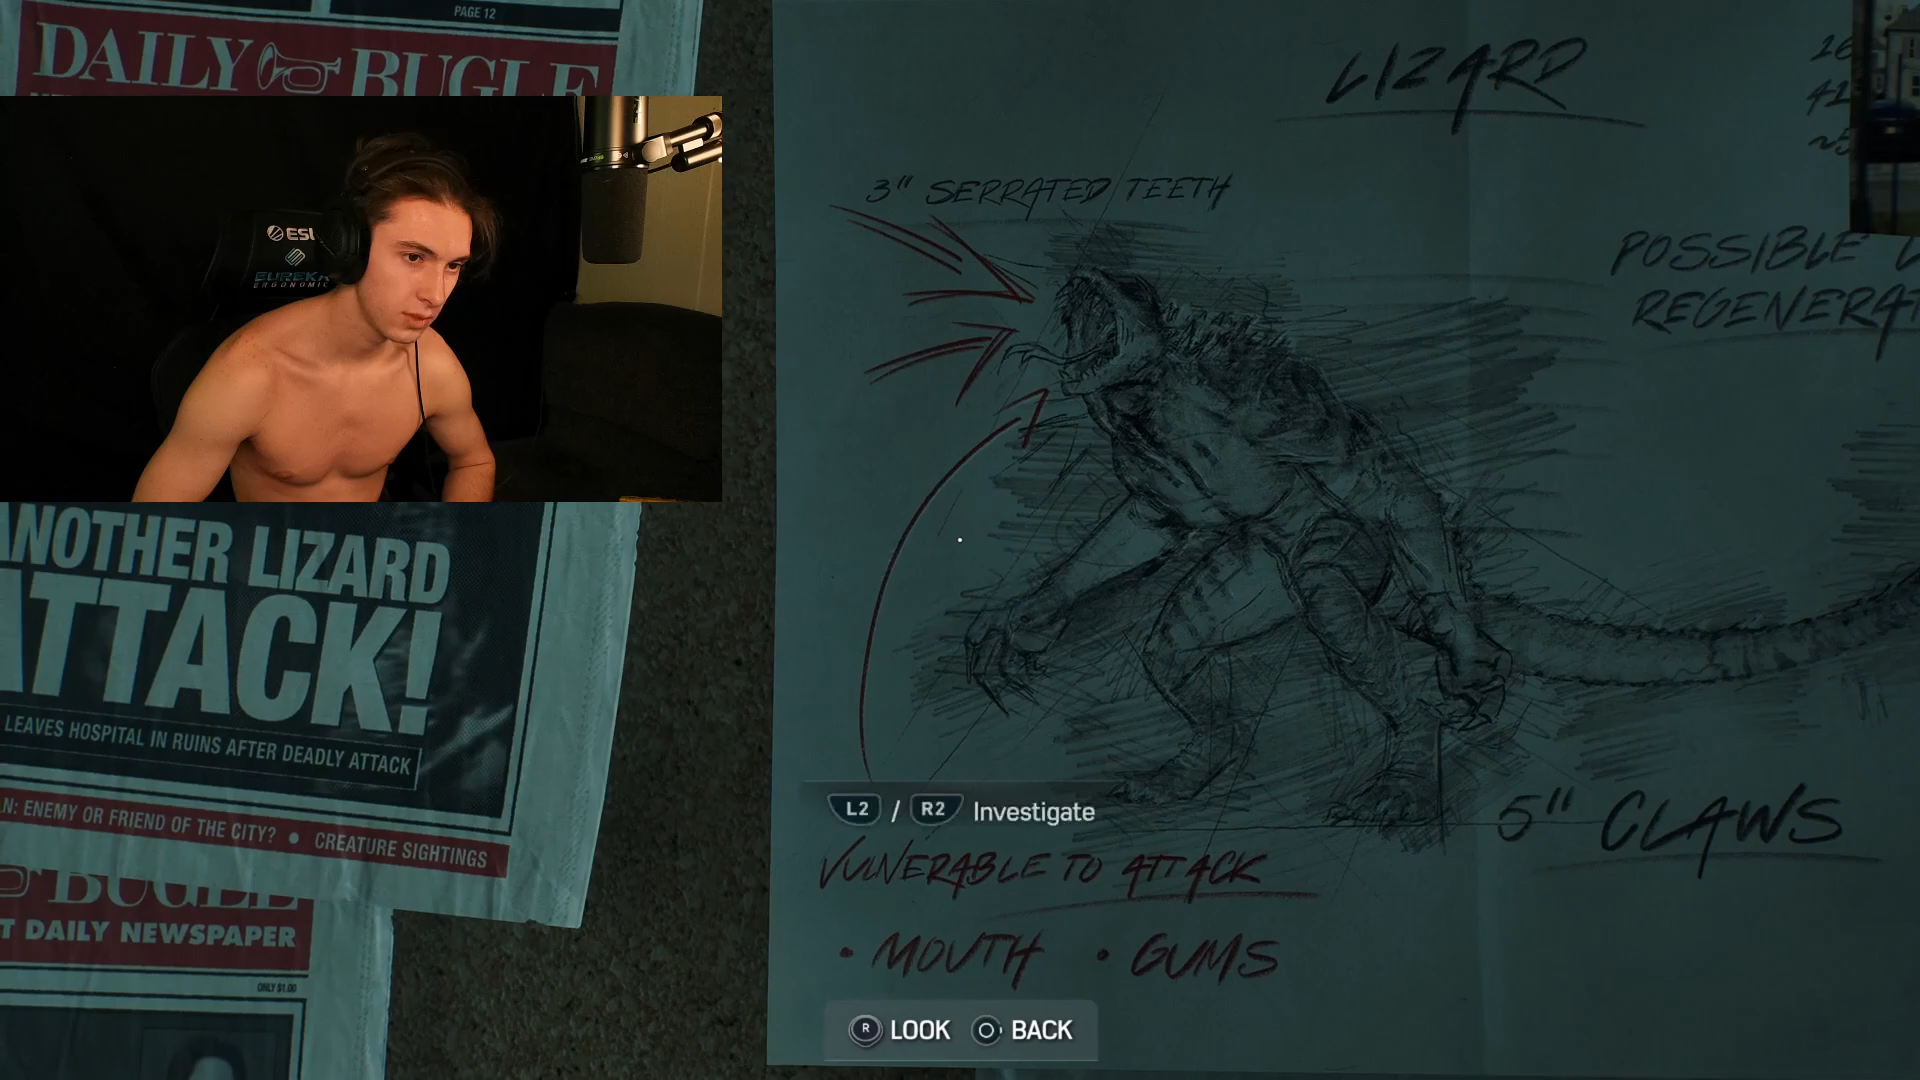 PAGE 12
DAILY BUGLE
ESL
EUREKA
ERGONOMIC
ANOTHER LIZARD
ATTACK!
LEAVES HOSPITAL IN RUINS AFTER DEADLY ATTACK
ENEMY OR FRIEND OF THE CITY? • CREATURE SIGHTINGS
BUGLE
DAILY NEWSPAPER
ONLY $1.00
LIZARD
3" SERRATED TEETH
POSSIBLE
5" CLAWS
L2 / R2 Investigate
VULNERABLE TO ATTACK
• MOUTH • GUMS
R LOOK BACK